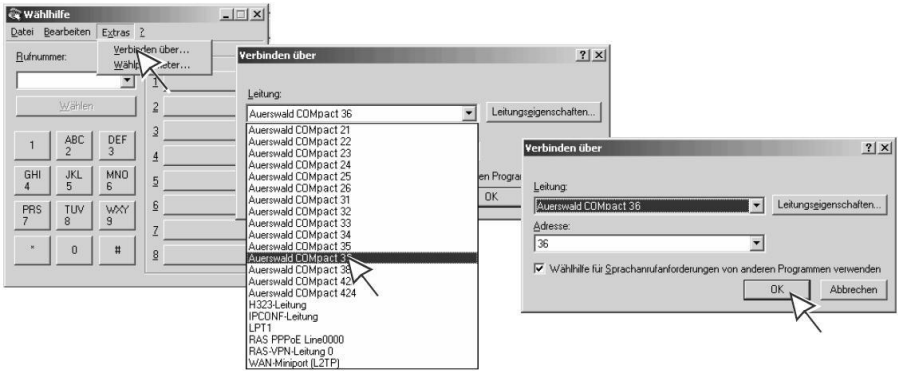 Wählhilfe
Datei Bearbeiten Extras ?
Verbinden über...
Rufnummer:
Wählen
1
2
3
4
5
6
7
8
1
ABC
2
DEF
3
GHI
4
JKL
5
MNO
6
PRS
7
TUV
8
WXY
9
*
0
#
Verbinden über
Leitung:
Auerswald COMpact 36
Leitungseigenschaften...
Auerswald COMpact 21
Auerswald COMpact 22
Auerswald COMpact 23
Auerswald COMpact 24
Auerswald COMpact 25
Auerswald COMpact 26
Auerswald COMpact 31
Auerswald COMpact 32
Auerswald COMpact 33
Auerswald COMpact 34
Auerswald COMpact 35
Auerswald COMpact 36
Auerswald COMpact 38
Auerswald COMpact 42
Auerswald COMpact 424
H323-Leitung
IPCONF-Leitung
LPT1
RAS PPPoE Line0000
RAS-VPN-Leitung 0
WAN-Miniport (L2TP)
OK
Verbinden über
Leitung:
Auerswald COMpact 36
Leitungseigenschaften...
Adresse:
36
Wählhilfe für Sprachanrufanforderungen von anderen Programmen verwenden
OK
Abbrechen